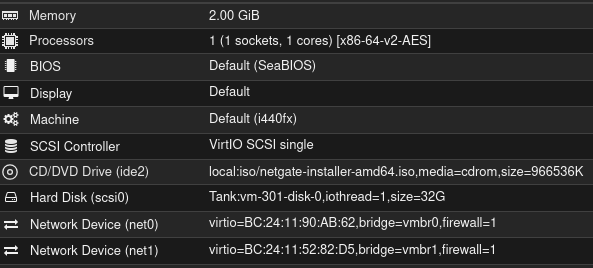 Memory 2.00 GiB
Processors 1 (1 sockets, 1 cores) [x86-64-v2-AES]
BIOS Default (SeaBIOS)
Display Default
Machine Default (i440fx)
SCSI Controller VirtIO SCSI single
CD/DVD Drive (ide2) local:iso/netgate-installer-amd64.iso,media=cdrom,size=966536K
Hard Disk (scsi0) Tank:vm-301-disk-0,iothread=1,size=32G
Network Device (net0) virtio=BC:24:11:90:AB:62,bridge=vmbr0,firewall=1
Network Device (net1) virtio=BC:24:11:52:82:D5,bridge=vmbr1,firewall=1